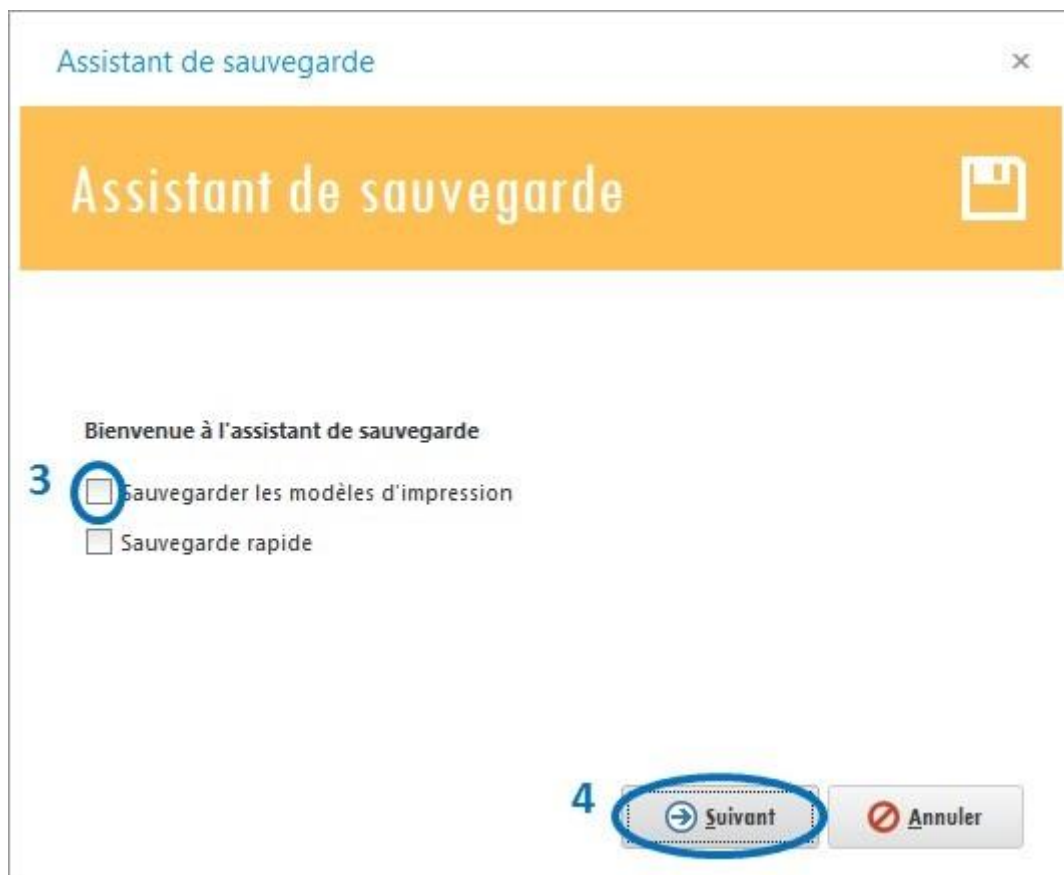 Assistant de sauvegarde
Assistant de sauvegarde
Bienvenue à l'assistant de sauvegarde
3 Sauvegarder les modèles d'impression
Sauvegarde rapide
4 Suivant Annuler